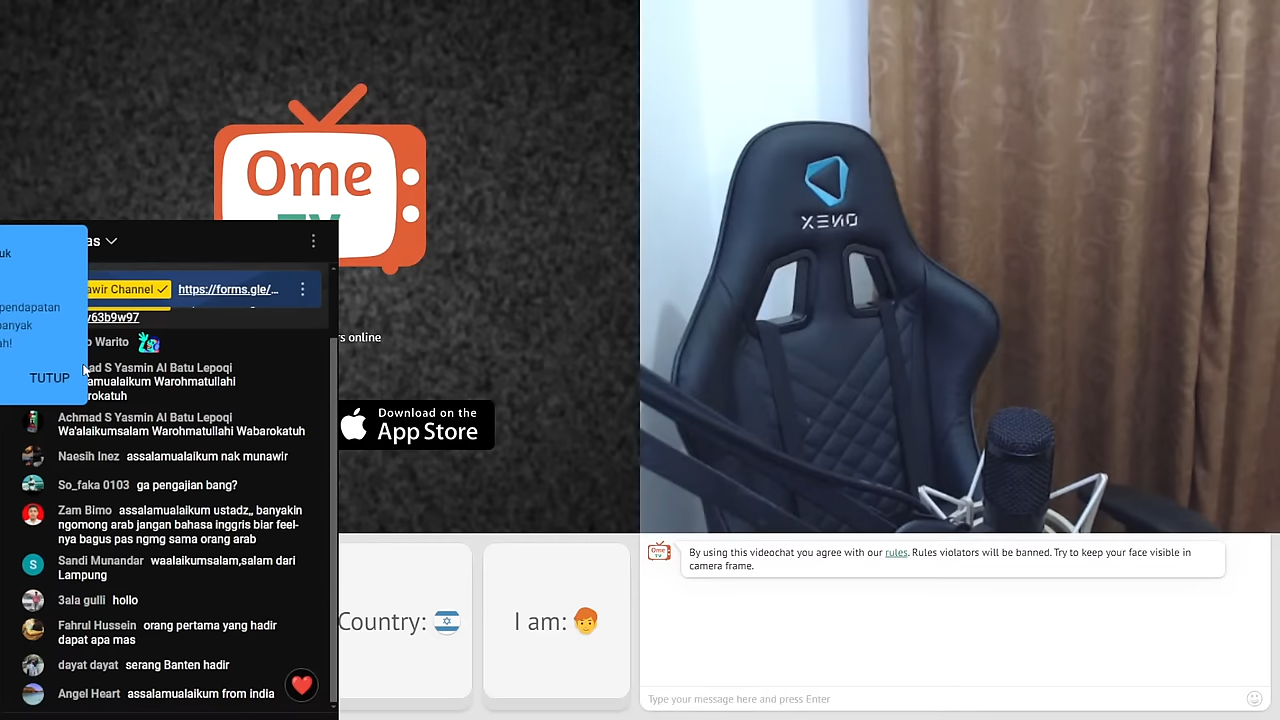 Ome
TV
XENO
as
uk
awir Channel
https://forms.gle/...
pendapatan
v63b9w97
banyak
ah!
o Warito
rs online
ad S Yasmin Al Batu Lepoqi
amualaikum Warohmatullahi
arokatuh
TUTUP
Achmad S Yasmin Al Batu Lepoqi
Wa'alaikumsalam Warohmatullahi Wabarokatuh
Download on the
App Store
Naesih Inez assalamualaikum nak munawir
So_faka 0103 ga pengajian bang?
Zam Bimo assalamualaikum ustadz,, banyakin
ngomong arab jangan bahasa inggris biar feel-
nya bagus pas ngmg sama orang arab
S
Sandi Munandar waalaikumsalam,salam dari
Lampung
3ala gulli hollo
Fahrul Hussein orang pertama yang hadir
dapat apa mas
dayat dayat serang Banten hadir
Angel Heart assalamualaikum from india
Country:
I am:
Ome
TV
By using this videochat you agree with our rules. Rules violators will be banned. Try to keep your face visible in
camera frame.
Type your message here and press Enter